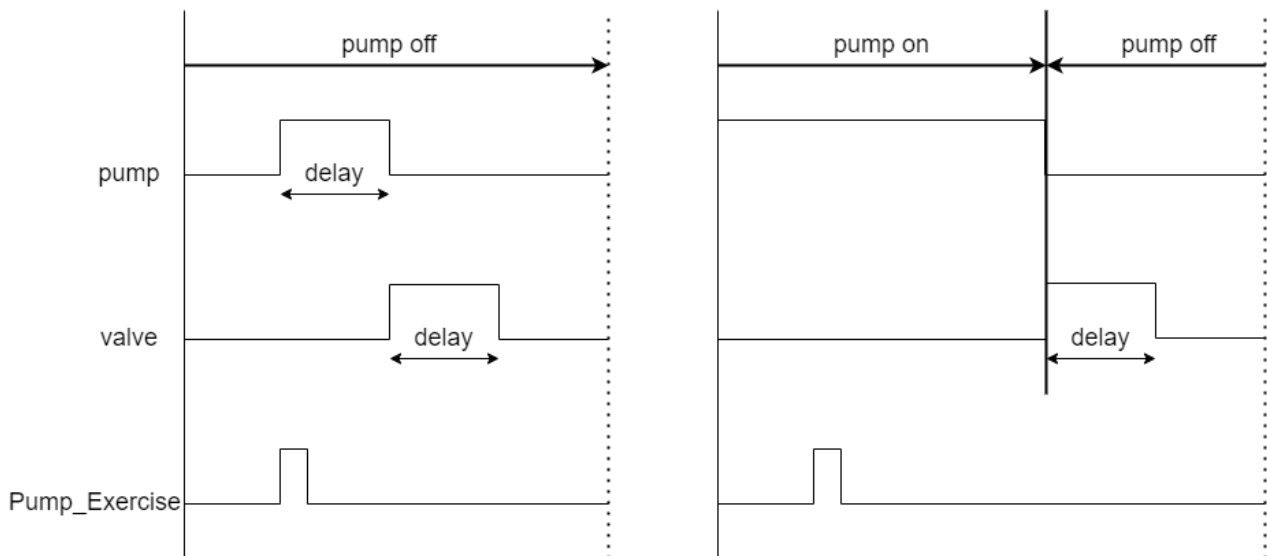 pump off
pump on
pump off
pump
delay
valve
delay
delay
Pump_Exercise